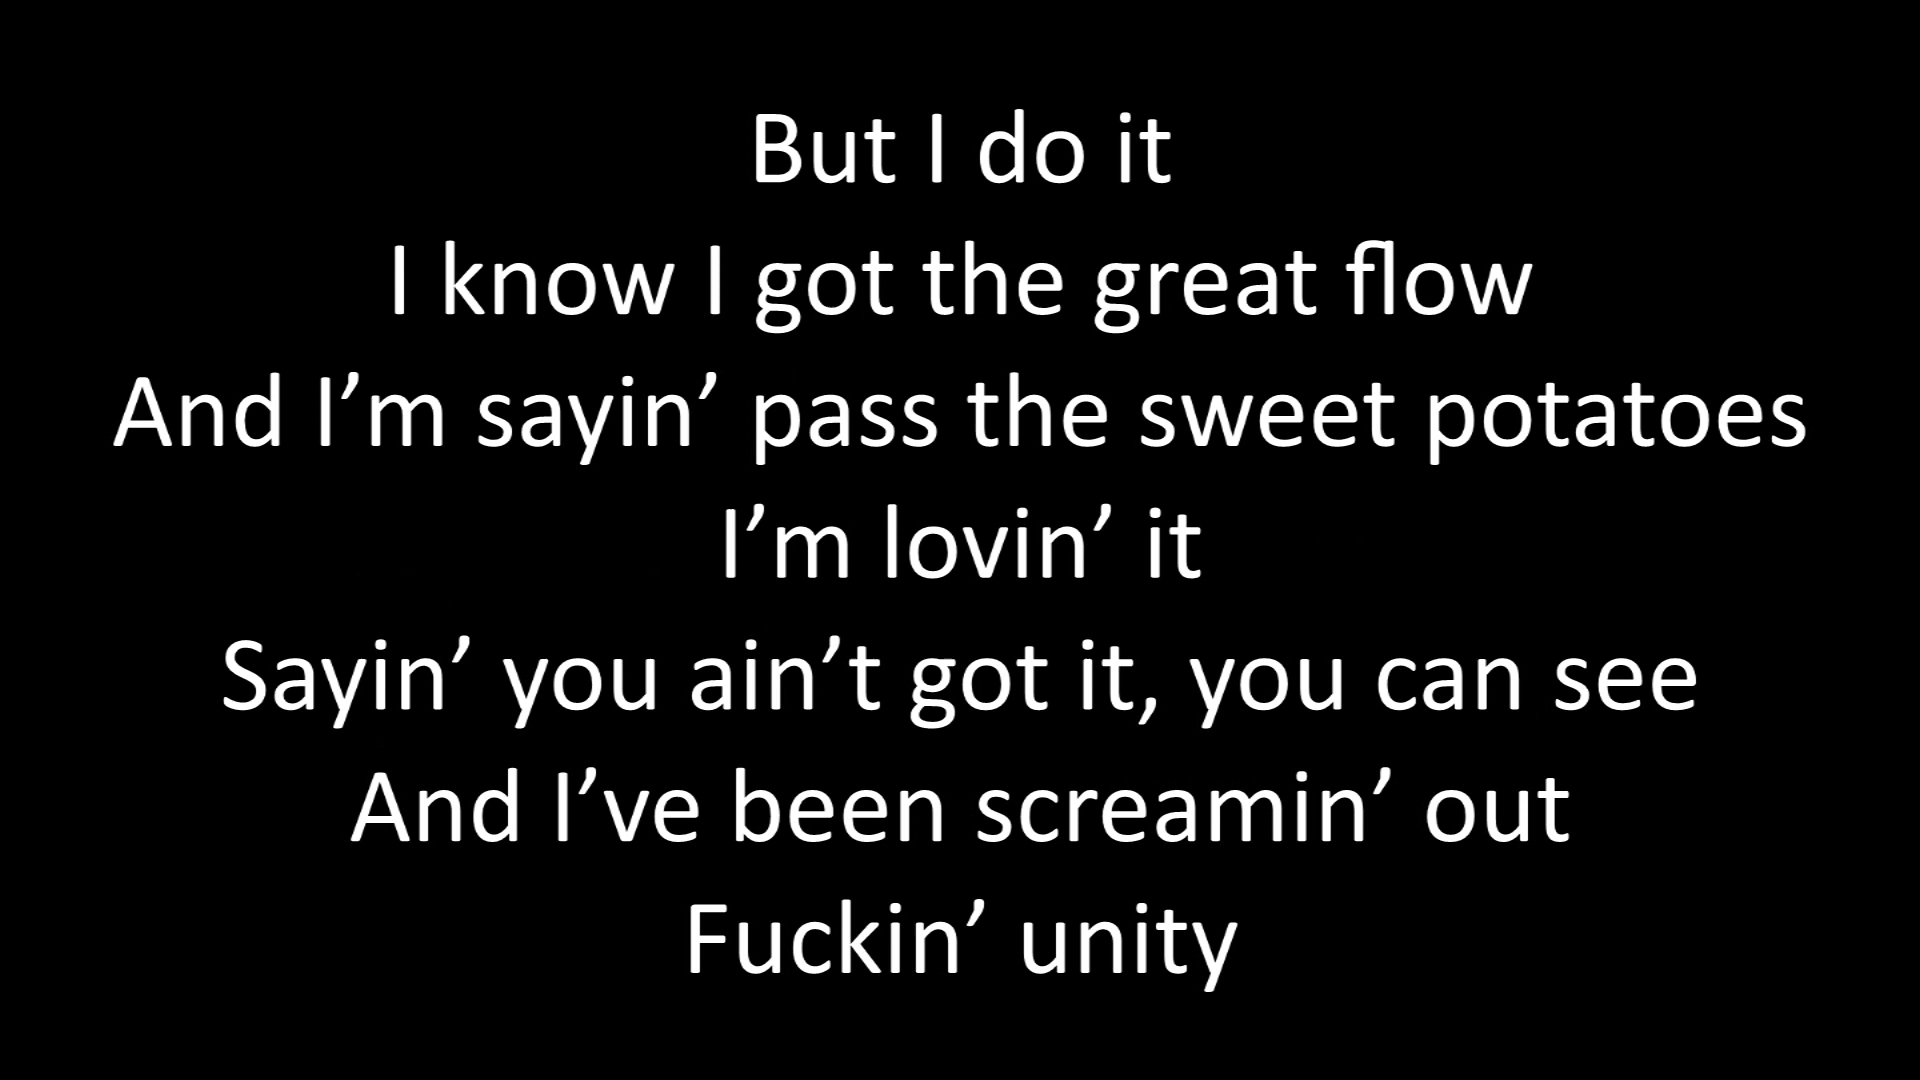 But I do it
I know I got the great flow
And I’m sayin’ pass the sweet potatoes
I’m lovin’ it
Sayin’ you ain’t got it, you can see
And I’ve been screamin’ out
Fuckin’ unity